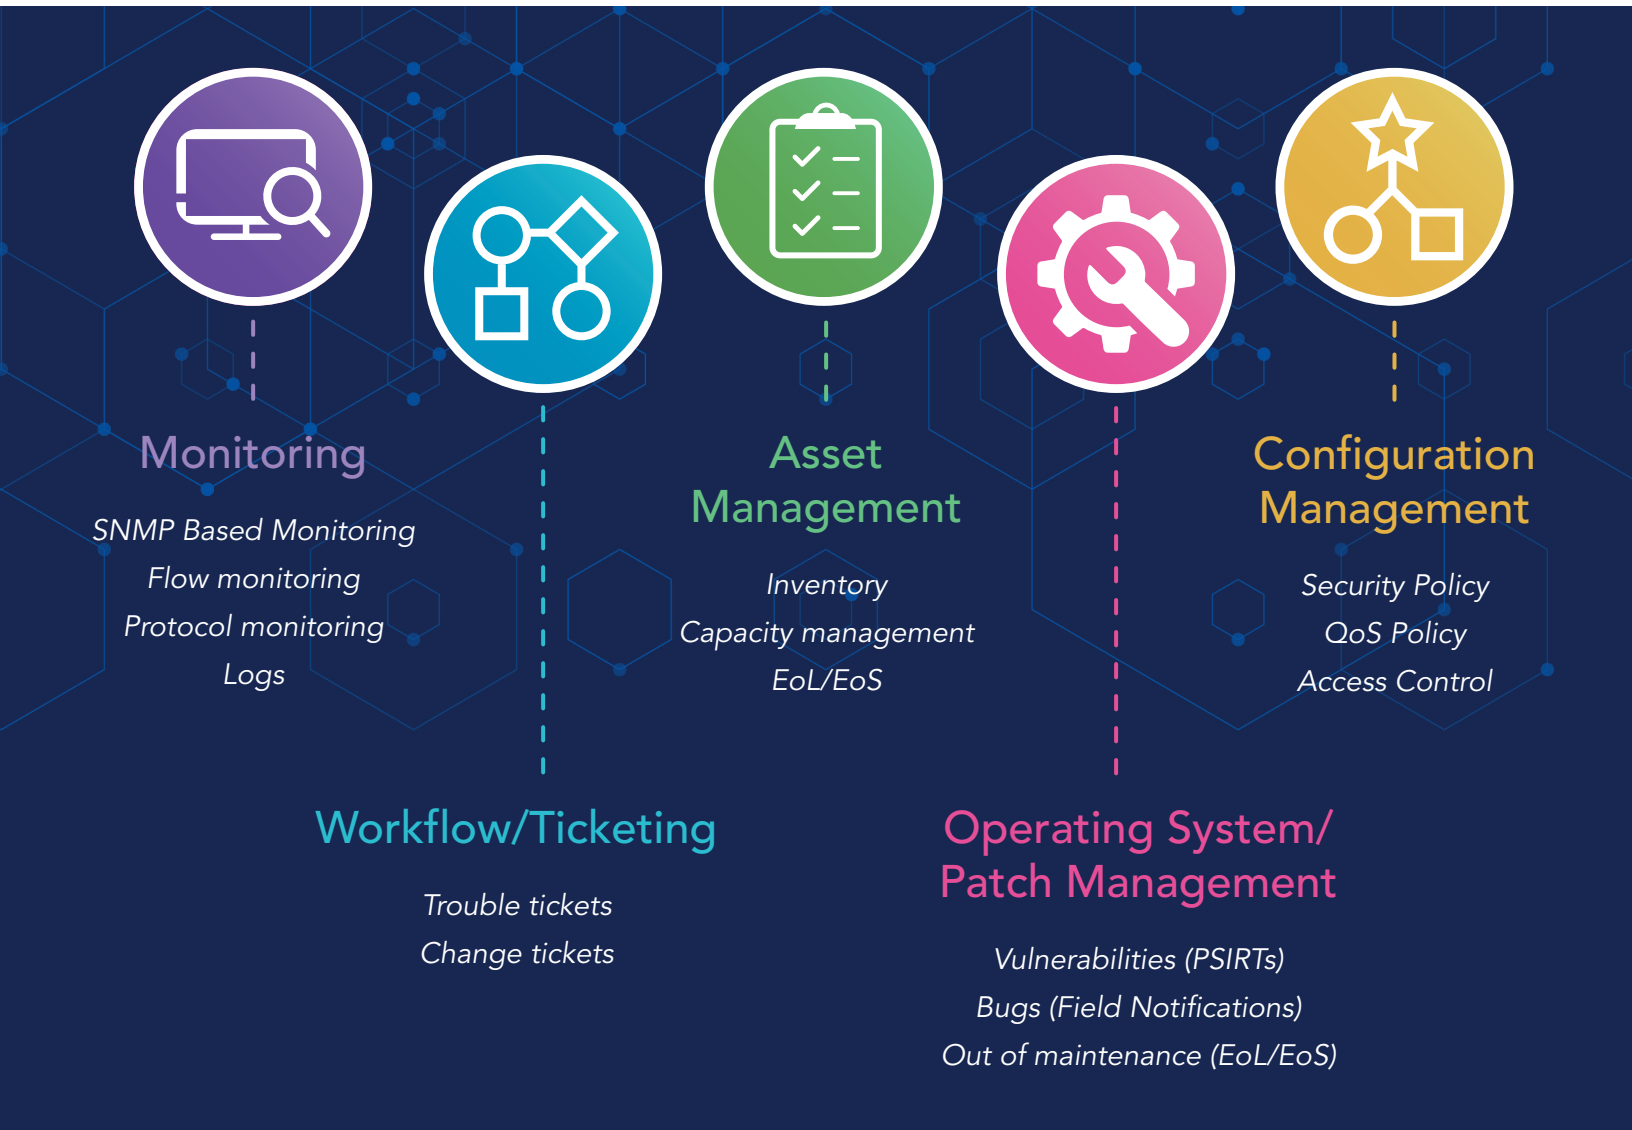 Monitoring
SNMP Based Monitoring
Flow monitoring
Protocol monitoring
Logs
Workflow/Ticketing
Trouble tickets
Change tickets
Asset
Management
Inventory
Capacity management
EoL/EoS
Operating System/
Patch Management
Vulnerabilities (PSIRTs)
Bugs (Field Notifications)
Out of maintenance (EoL/EoS)
Configuration
Management
Security Policy
QoS Policy
Access Control